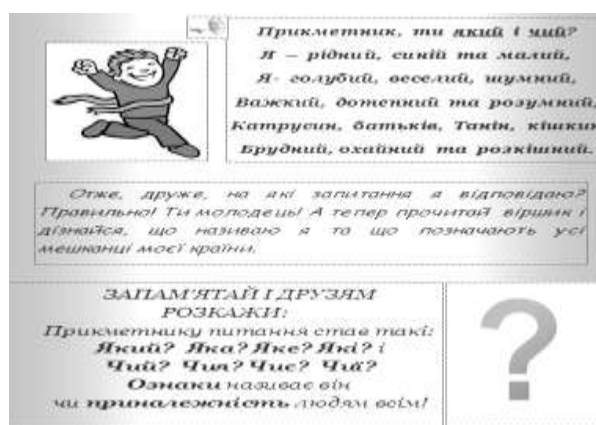 Прикметник, ти який і чий?
Я – рідний, синій та малий,
Я- голубий, веселий, шумний,
Важкий, дотепний та розумний,
Катрусин, батьків, Танін, кішкин
Брудний, охайний та розкішний.
Отже, друже, на які запитання я відповідаю?
Правильно! Ти молодець! А тепер прочитай віршик і
дізнайся, що називаю я та що позначають усі
мешканці моєї країни.
ЗАПАМ'ЯТАЙ І ДРУЗЯМ
РОЗКАЖИ:
Прикметнику питання став такі:
Який? Яка? Яке? Які? і
Чий? Чия? Чиє? Чиї?
Ознаки називає він
чи приналежність людям всім!
?